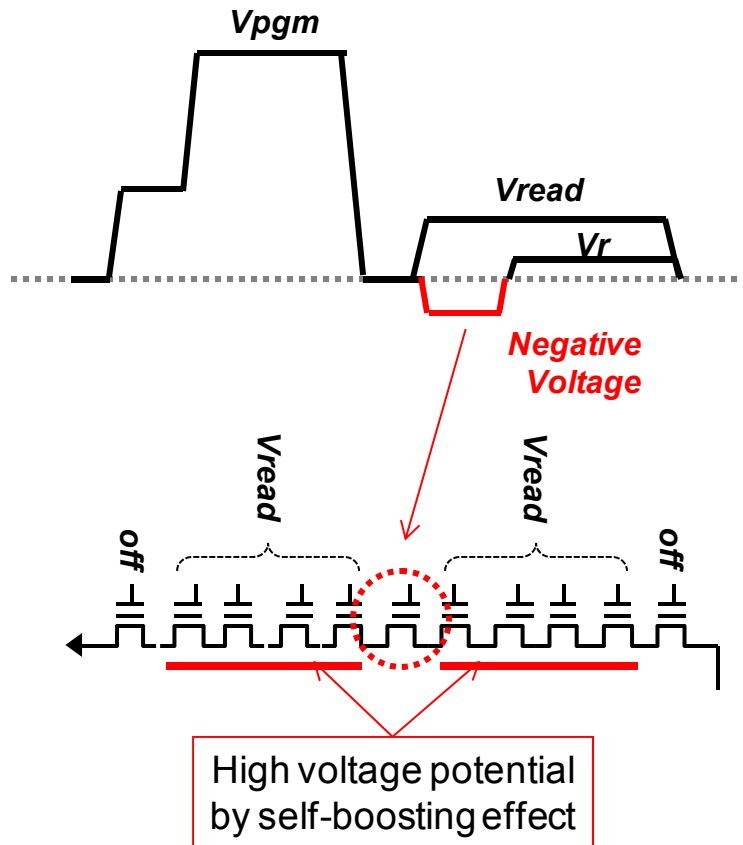 Vpgm
Vread
Vr
Negative
Voltage
Vread
Vread
off
off
High voltage potential
by self-boosting effect